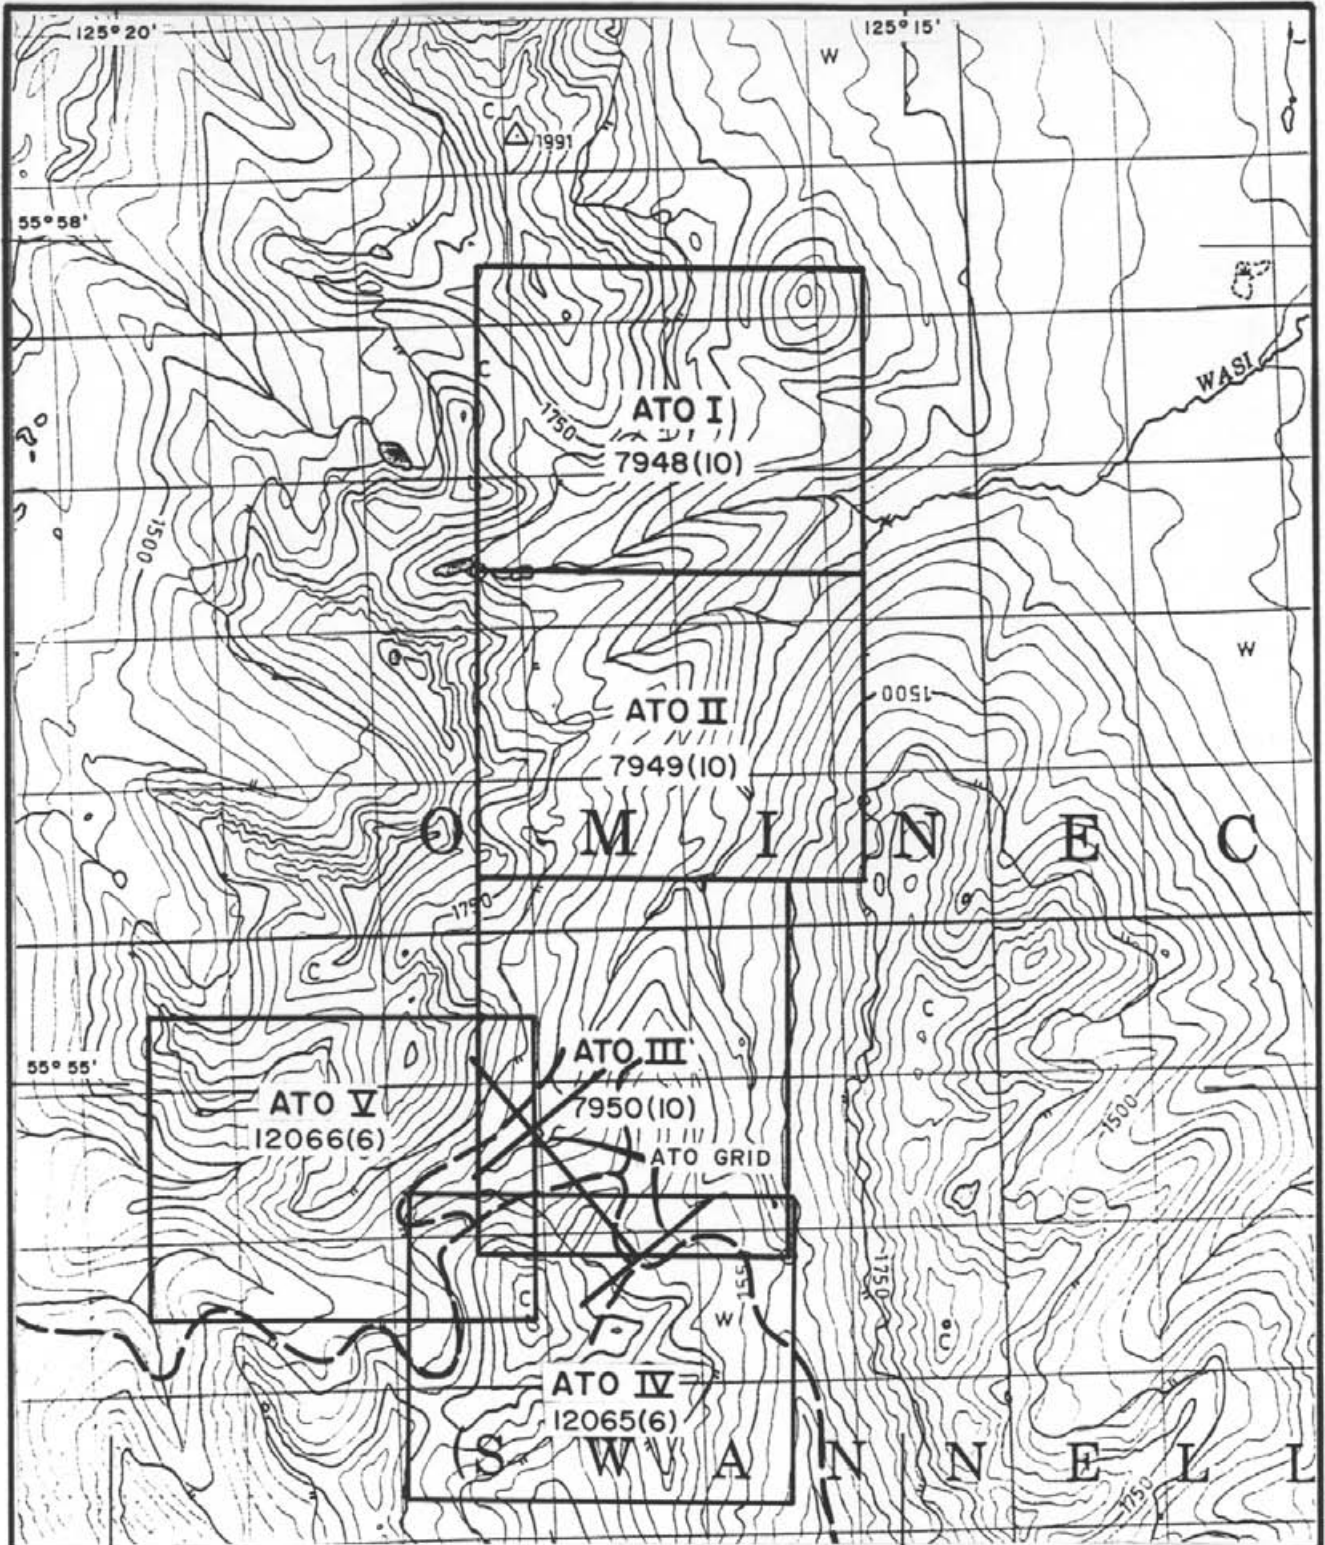 125° 20'
125° 15'
W
C
1991
55° 58'
WASI
C
1750
ATO I
7948(10)
1500
W
1500
ATO II
7949(10)
O M I N E C
1750
C
C
55° 55'
ATO III
7950(10)
ATO V
12066(6)
1500
ATO GRID
1750
155
C
W
C
ATO IV
12065(6)
S W A N N E L L
1750